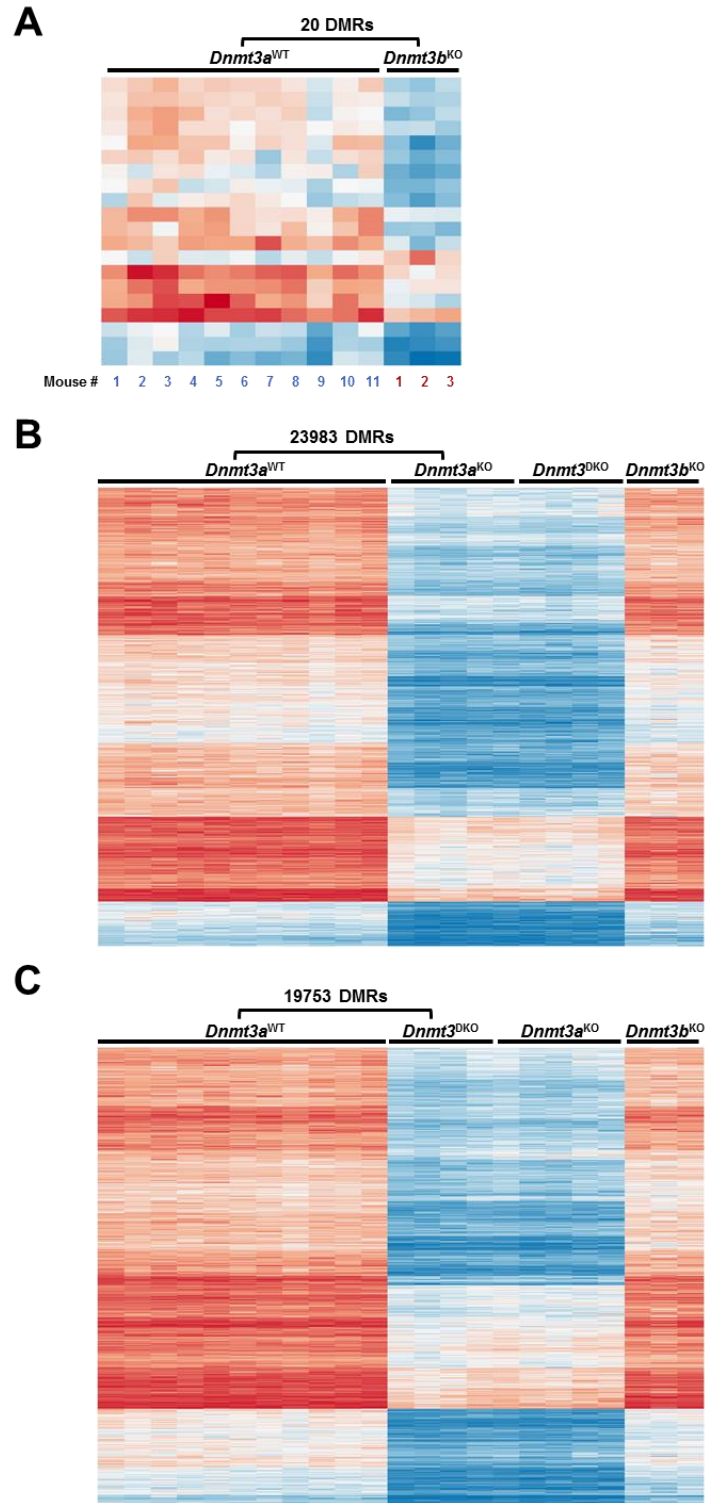 A
20 DMRs
Dnmt3aWT Dnmt3bKO
Mouse # 1 2 3 4 5 6 7 8 9 10 11 1 2 3
B
23983 DMRs
Dnmt3aWT Dnmt3aKO Dnmt3DKO Dnmt3bKO
C
19753 DMRs
Dnmt3aWT Dnmt3DKO Dnmt3aKO Dnmt3bKO